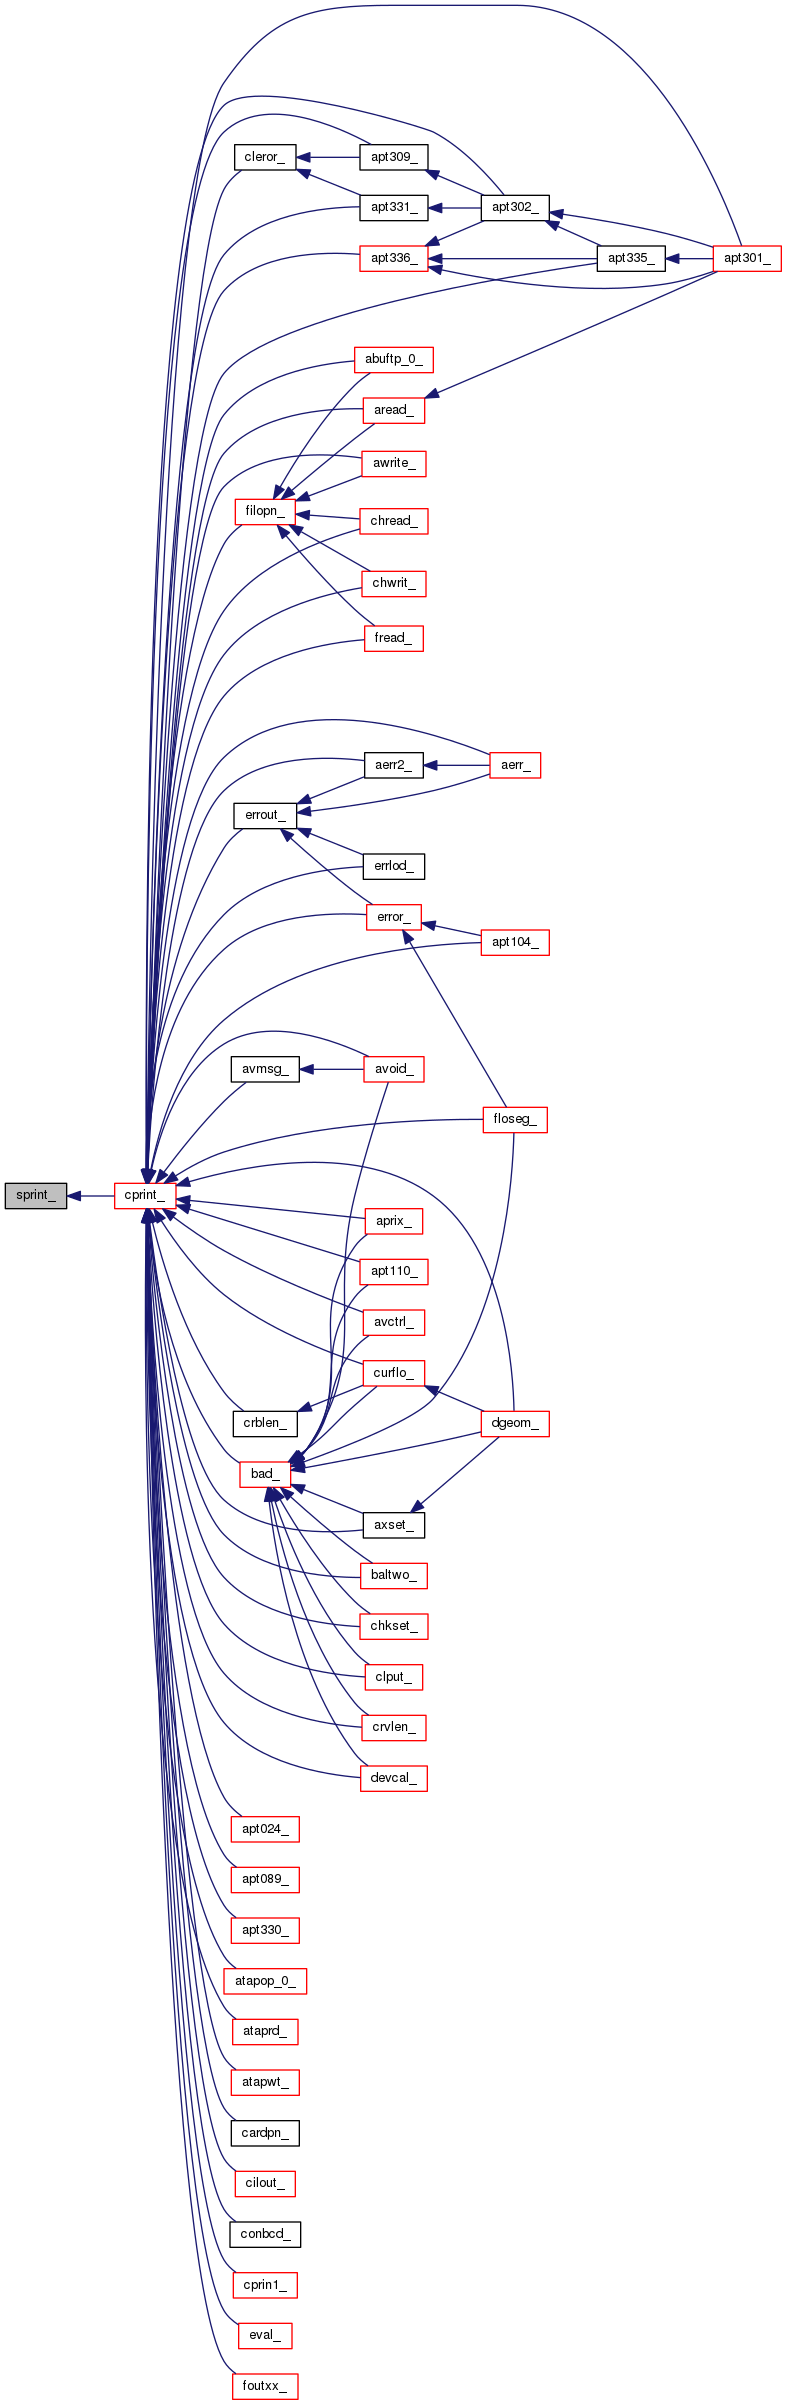 cleror_
apt309_
apt331_
apt302_
apt336_
apt335_
apt301_
abuftp_0_
aread_
awrite_
filopn_
chread_
chwrit_
fread_
aerr2_
aerr_
errout_
errlod_
error_
apt104_
avmsg_
avoid_
floseg_
sprint_
cprint_
aprix_
apt110_
avctrl_
curflo_
crblen_
dgeom_
bad_
axset_
baltwo_
chkset_
clput_
crvlen_
devcal_
apt024_
apt089_
apt330_
atapop_0_
ataprd_
atapwt_
cardpn_
cilout_
conbcd_
cprin1_
eval_
foutxx_